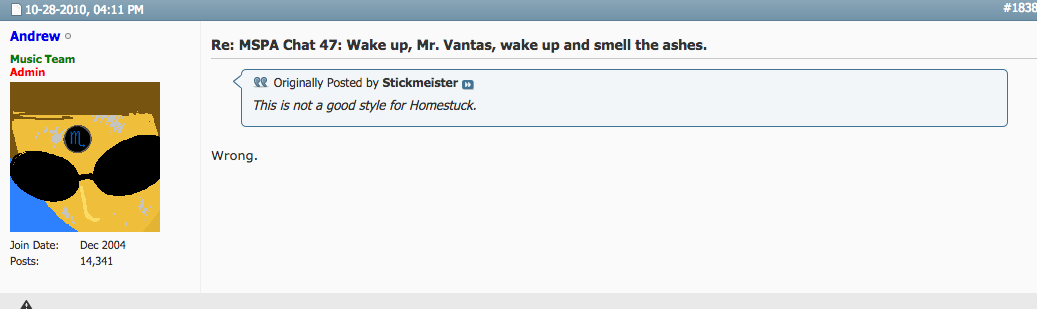 10-28-2010, 04:11 PM
#1838
Andrew
Music Team
Admin
♏
Join Date: Dec 2004
Posts: 14,341
Re: MSPA Chat 47: Wake up, Mr. Vantas, wake up and smell the ashes.
Originally Posted by Stickmeister
This is not a good style for Homestuck.
Wrong.